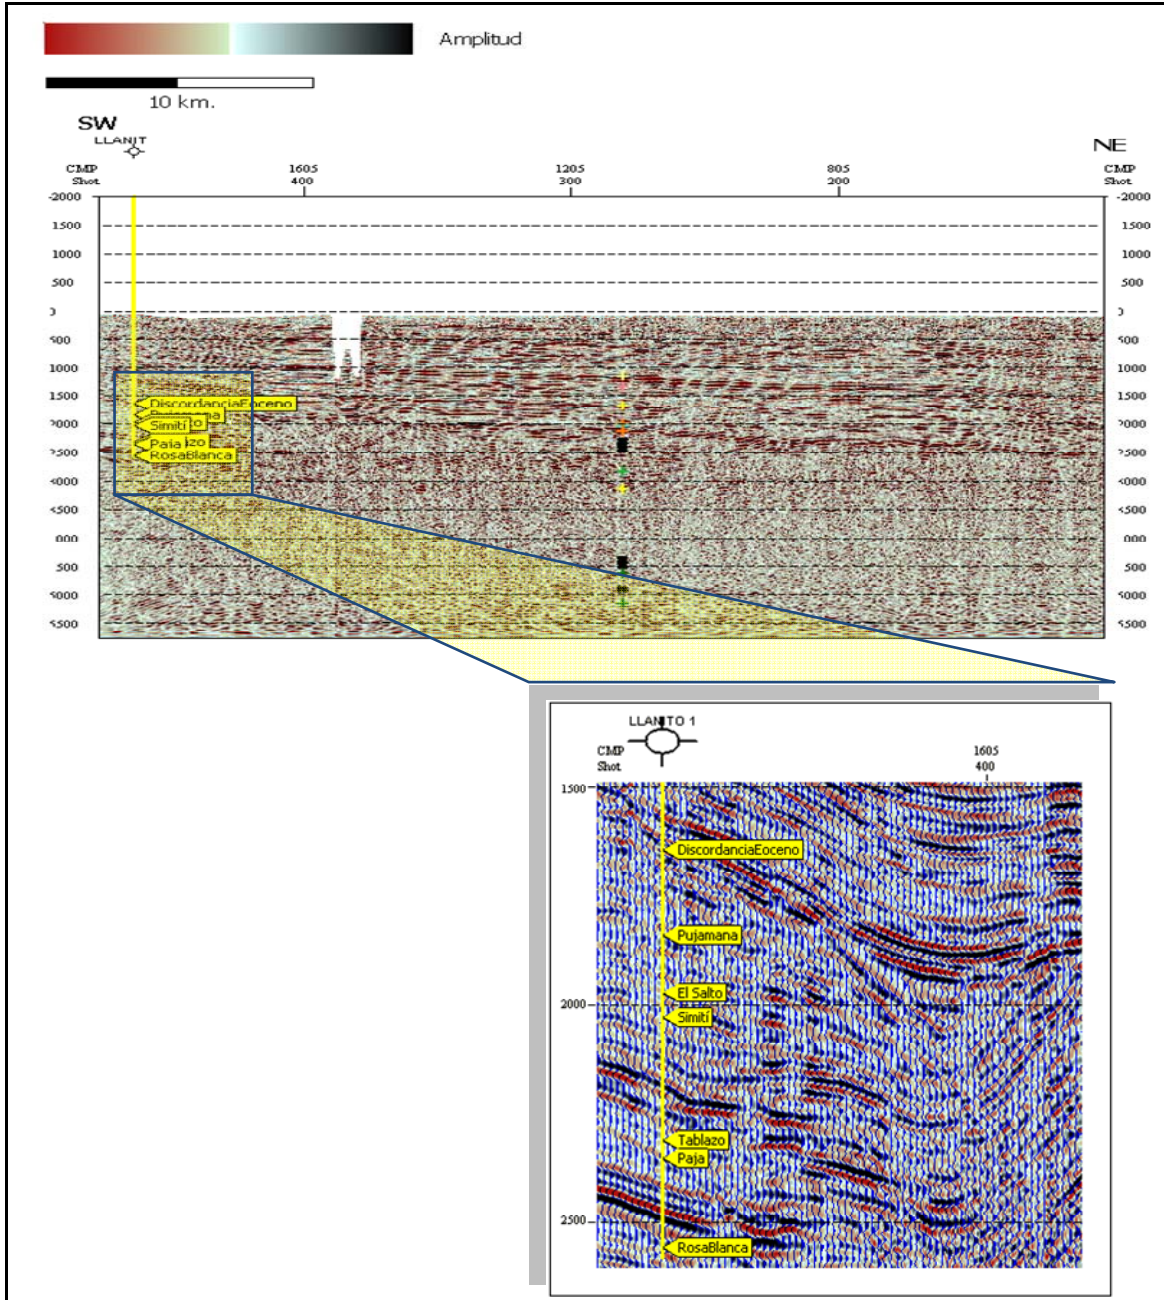 Amplitud
10 km.
SW
NE
LLANIT
CMP 1605 1205 805 CMP
Shot 400 300 200 Shot
-2000 -2000
1500 1500
1000 1000
500 500
500 500
1000 1000
1500 1500
DiscordanciaEoceno
Simití
Paja
RosaBlanca
500 500
LLANITO 1
CMP 1605
Shot 400
1500
DiscordanciaEoceno
Pujamana
El Salto
2000
Simití
Tablazo
Paja
2500
RosaBlanca